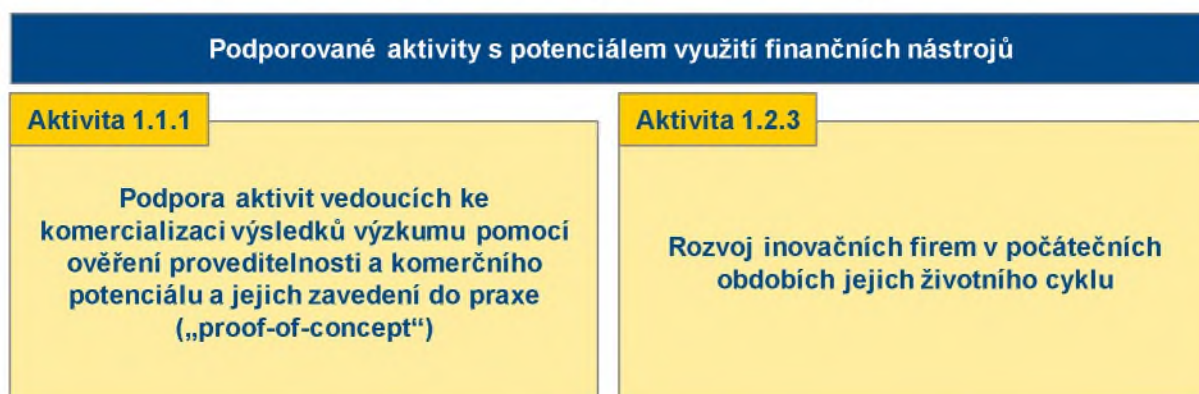 Podporované aktivity s potenciálem využití finančních nástrojů
Aktivita 1.1.1
Podpora aktivit vedoucích ke
komercializaci výsledků výzkumu pomocí
ověření proveditelnosti a komerčního
potenciálu a jejich zavedení do praxe
(„proof-of-concept“)
Aktivita 1.2.3
Rozvoj inovačních firem v počátečních
obdobích jejich životního cyklu